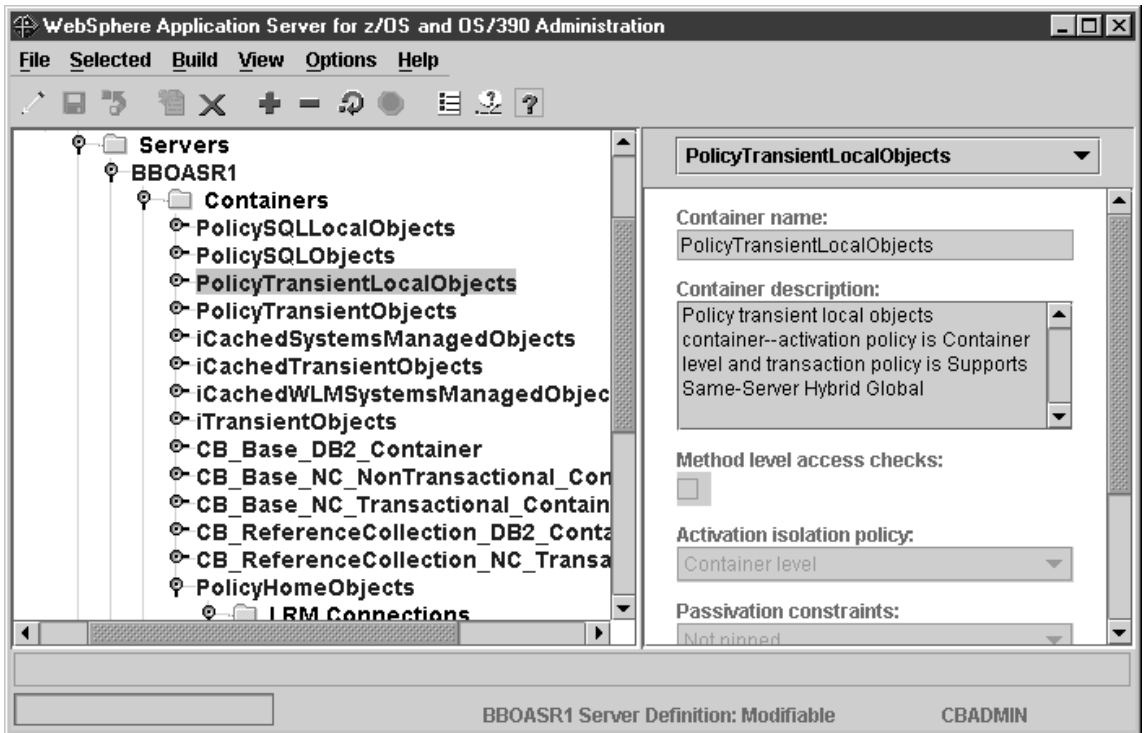 WebSphere Application Server for z/OS and OS/390 Administration
File Selected Build View Options Help
Servers
BBOASR1
Containers
PolicySQLLocalObjects
PolicySQLObjects
PolicyTransientLocalObjects
PolicyTransientObjects
iCachedSystemsManagedObjects
iCachedTransientObjects
iCachedWLMSystemsManagedObjec
iTransientObjects
CB_Base_DB2_Container
CB_Base_NC_NonTransactional_Con
CB_Base_NC_Transactional_Contain
CB_ReferenceCollection_DB2_Conta
CB_ReferenceCollection_NC_Transa
PolicyHomeObjects
LRM Connections
PolicyTransientLocalObjects
Container name:
PolicyTransientLocalObjects
Container description:
Policy transient local objects
container--activation policy is Container
level and transaction policy is Supports
Same-Server Hybrid Global
Method level access checks:
Activation isolation policy:
Container level
Passivation constraints:
Not pinned
BBOASR1 Server Definition: Modifiable
CBADMIN